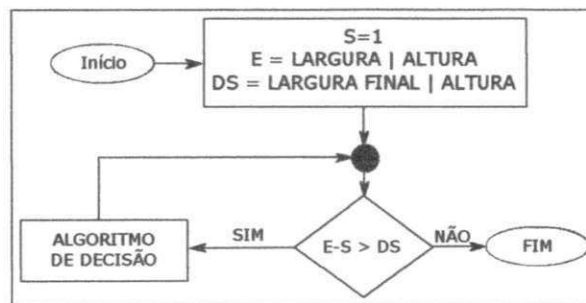 Início
S=1
E = LARGURA | ALTURA
DS = LARGURA FINAL | ALTURA
ALGORITMO
DE DECISÃO
SIM
E-S > DS
NÃO
FIM